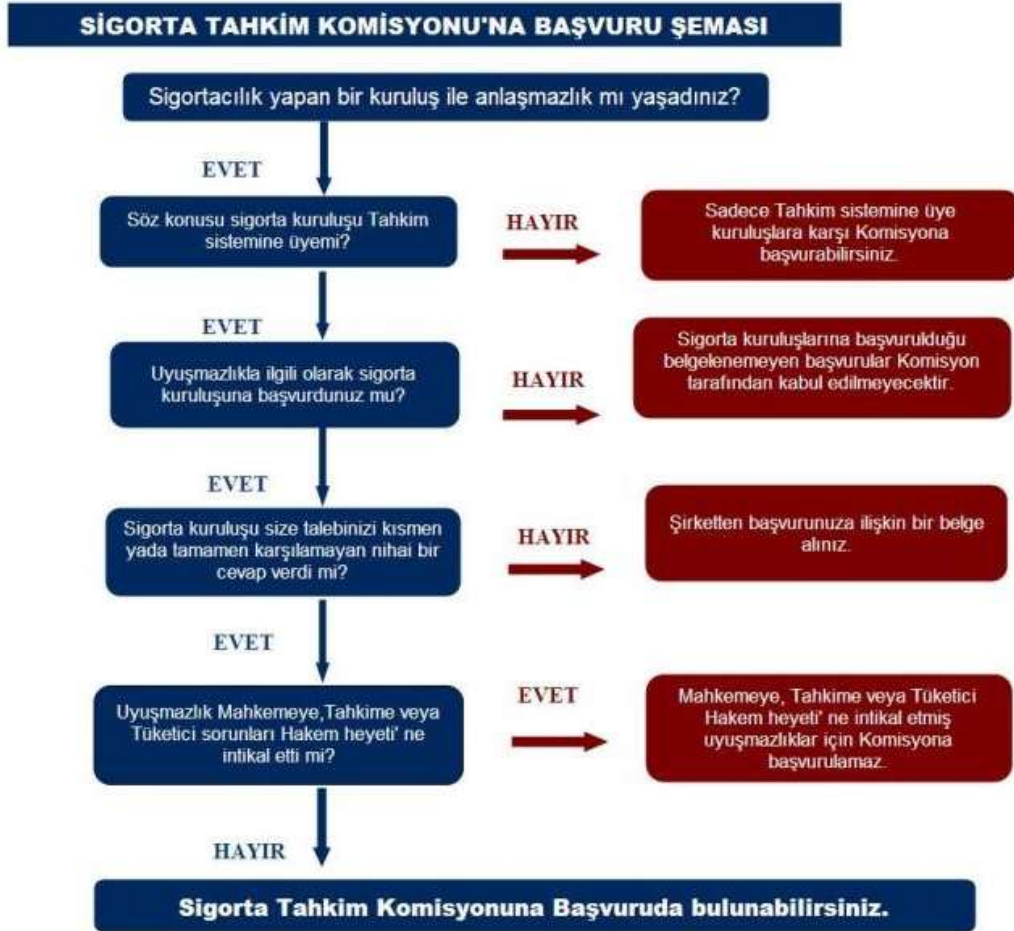 SİGORTA TAHKİM KOMİSYONU'NA BAŞVURU ŞEMASI
Sigortacılık yapan bir kuruluş ile anlaşmazlık mı yaşadınız?
EVET
Söz konusu sigorta kuruluşu Tahkim
sistemine üyemi?
HAYIR
Sadece Tahkim sistemine üye
kuruluşlara karşı Komisyona
başvurabilirsiniz.
EVET
Uyuşmazlıkla ilgili olarak sigorta
kuruluşuna başvurdunuz mu?
HAYIR
Sigorta kuruluşlarına başvurulduğu
belgelenemeyen başvurular Komisyon
tarafından kabul edilmeyecektir.
EVET
Sigorta kuruluşu size talebinizi kısmen
yada tamamen karşılamayan nihai bir
cevap verdi mi?
HAYIR
Şirketten başvurunuza ilişkin bir belge
alınız.
EVET
Uyuşmazlık Mahkemeye,Tahkime veya
Tüketici sorunları Hakem heyeti' ne
intikal etti mi?
EVET
Mahkemeye, Tahkime veya Tüketici
Hakem heyeti' ne intikal etmiş
uyuşmazlıklar için Komisyona
başvurulamaz.
HAYIR
Sigorta Tahkim Komisyonuna Başvuruda bulunabilirsiniz.